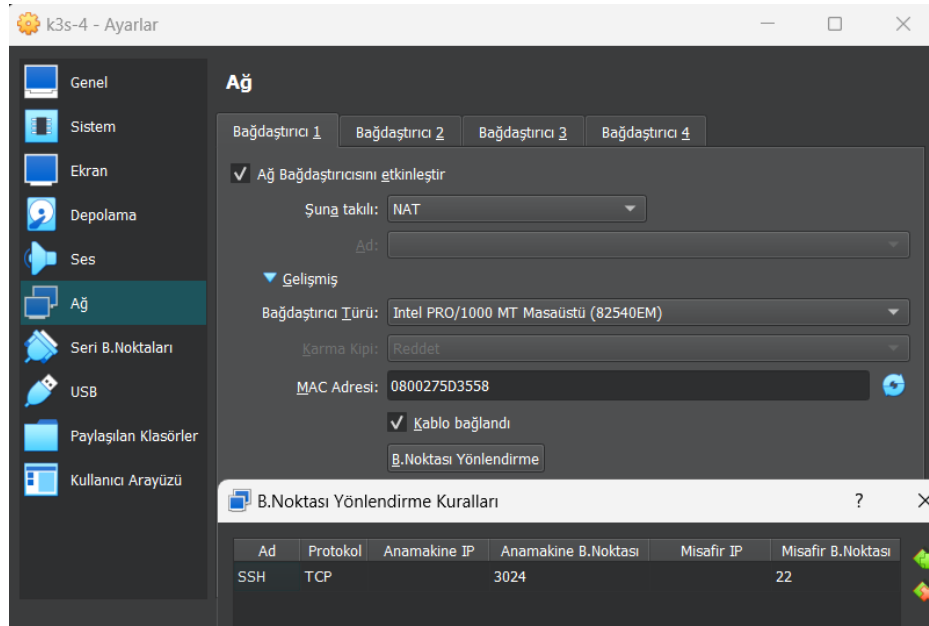 k3s-4 - Ayarlar
Genel
Sistem
Ekran
Depolama
Ses
Ağ
Seri B.Noktaları
USB
Paylaşılan Klasörler
Kullanıcı Arayüzü
Ağ
Bağdaştırıcı 1 Bağdaştırıcı 2 Bağdaştırıcı 3 Bağdaştırıcı 4
Ağ Bağdaştırıcısını etkinleştir
Şuna takılı: NAT
Ad:
Gelişmiş
Bağdaştırıcı Türü: Intel PRO/1000 MT Masaüstü (82540EM)
Karma Kipi: Reddet
MAC Adresi: 0800275D3558
Kablo bağlandı
B.Noktası Yönlendirme
B.Noktası Yönlendirme Kuralları ?
Ad Protokol Anamakine IP Anamakine B.Noktası Misafir IP Misafir B.Noktası
SSH TCP 3024 22